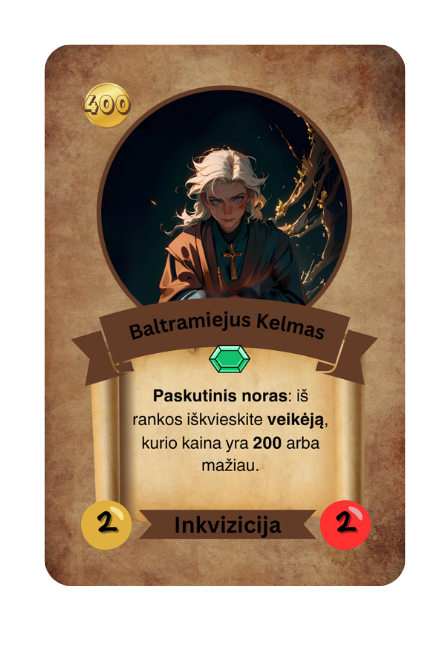 400
Baltramiejus Kelmas
Paskutinis noras: iš
rankos iškvieskite veikėją,
kurio kaina yra 200 arba
mažiau.
2 Inkvizicija 2